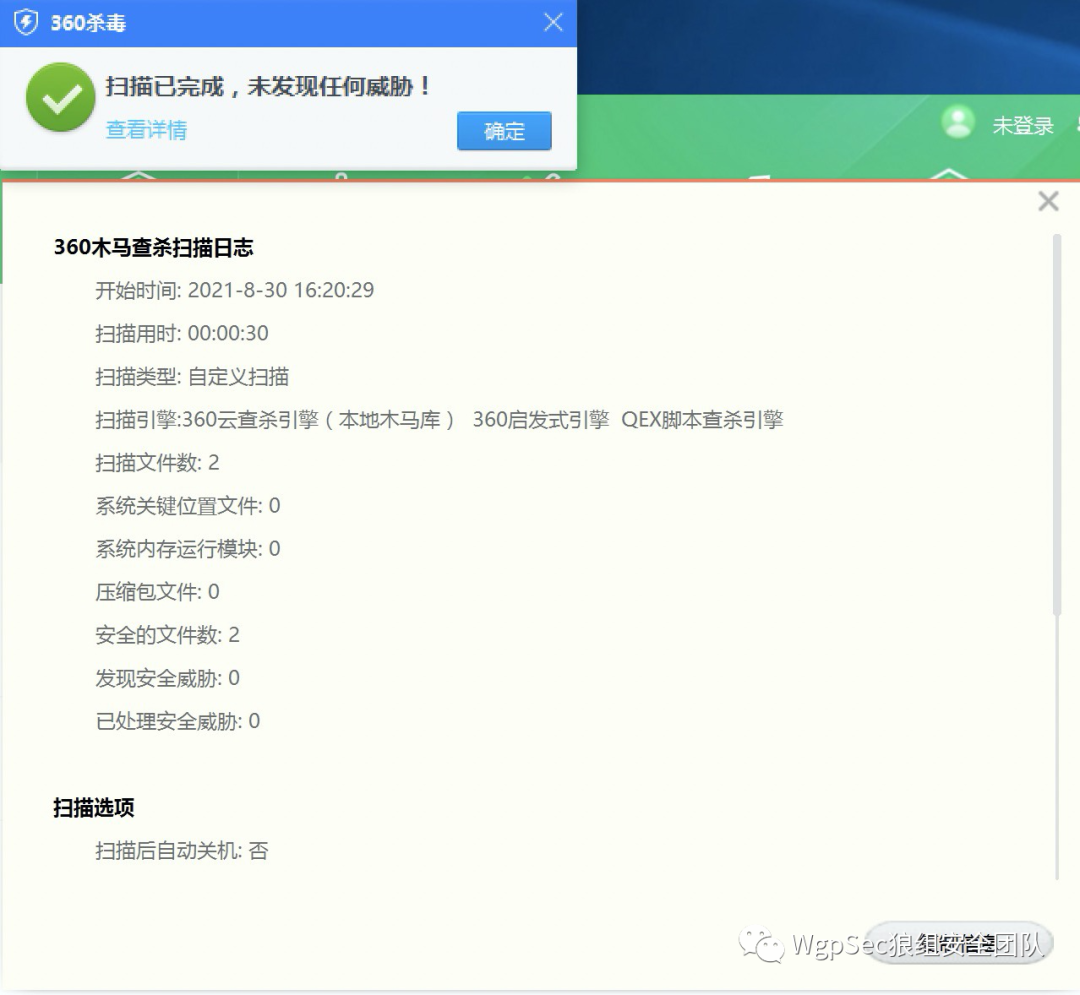 360杀毒
扫描已完成，未发现任何威胁！
查看详情
确定
未登录
360木马查杀扫描日志
开始时间: 2021-8-30 16:20:29
扫描用时: 00:00:30
扫描类型: 自定义扫描
扫描引擎:360云查杀引擎（本地木马库） 360启发式引擎 QEX脚本查杀引擎
扫描文件数: 2
系统关键位置文件: 0
系统内存运行模块: 0
压缩包文件: 0
安全的文件数: 2
发现安全威胁: 0
已处理安全威胁: 0
扫描选项
扫描后自动关机: 否
WgpSec狼组安全团队